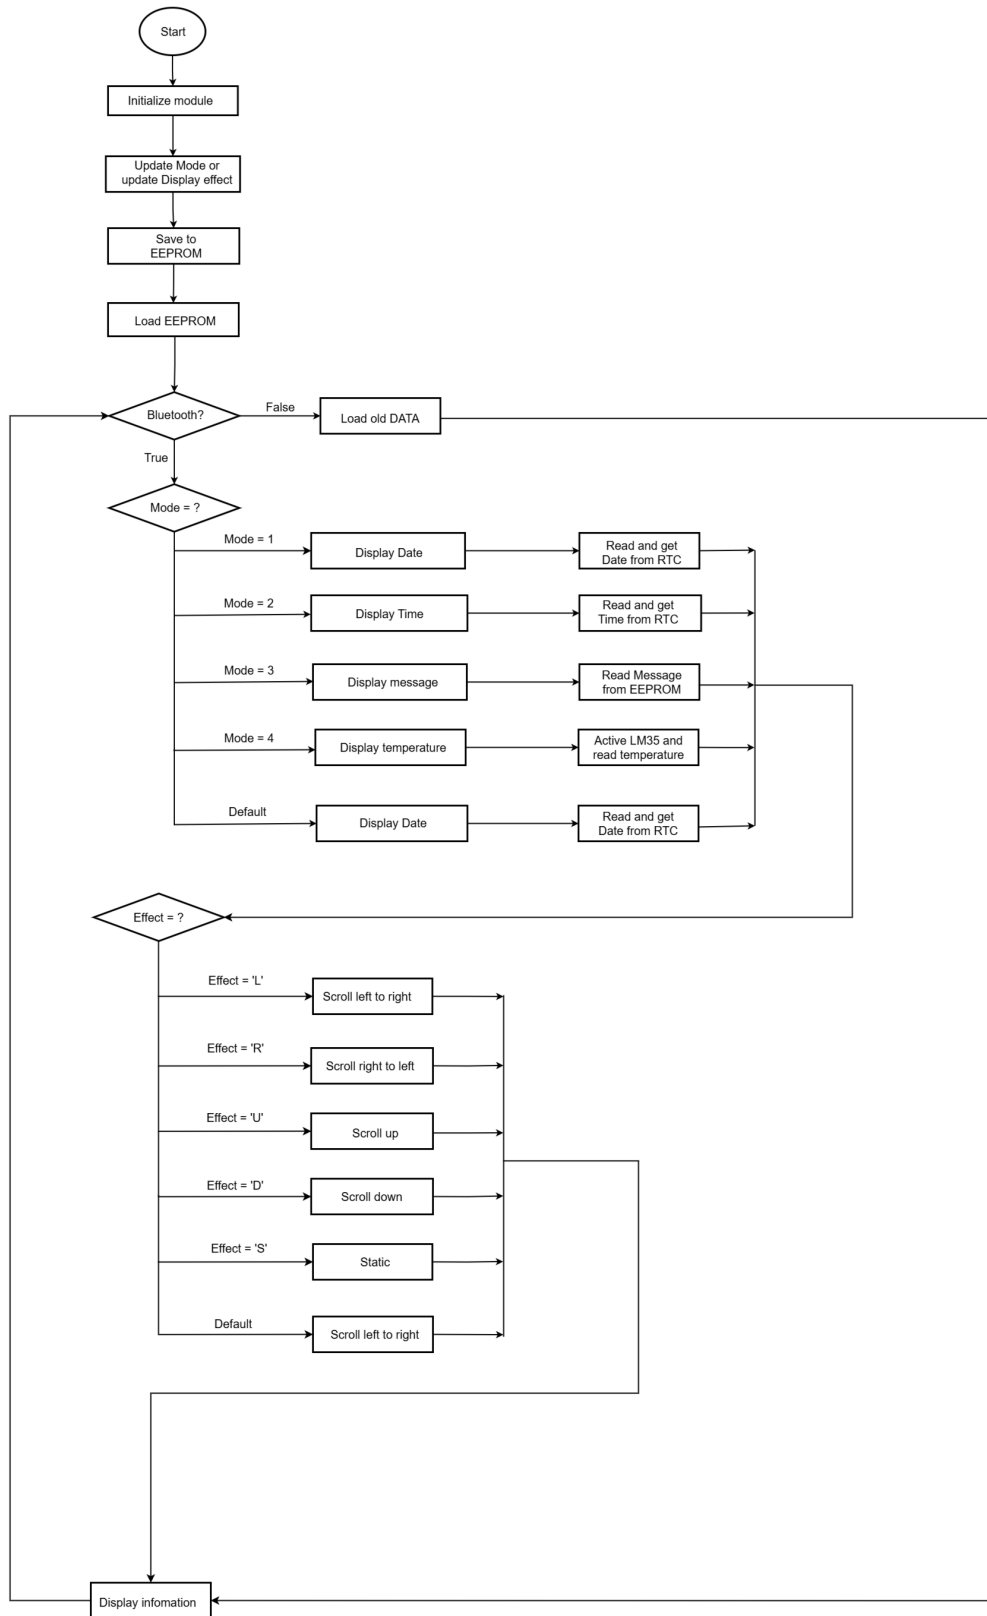 Start
Initialize module
Update Mode or
update Display effect
Save to
EEPROM
Load EEPROM
Bluetooth?
False
Load old DATA
True
Mode = ?
Mode = 1
Display Date
Read and get
Date from RTC
Mode = 2
Display Time
Read and get
Time from RTC
Mode = 3
Display message
Read Message
from EEPROM
Mode = 4
Display temperature
Active LM35 and
read temperature
Default
Display Date
Read and get
Date from RTC
Effect = ?
Effect = 'L'
Scroll left to right
Effect = 'R'
Scroll right to left
Effect = 'U'
Scroll up
Effect = 'D'
Scroll down
Effect = 'S'
Static
Default
Scroll left to right
Display infomation